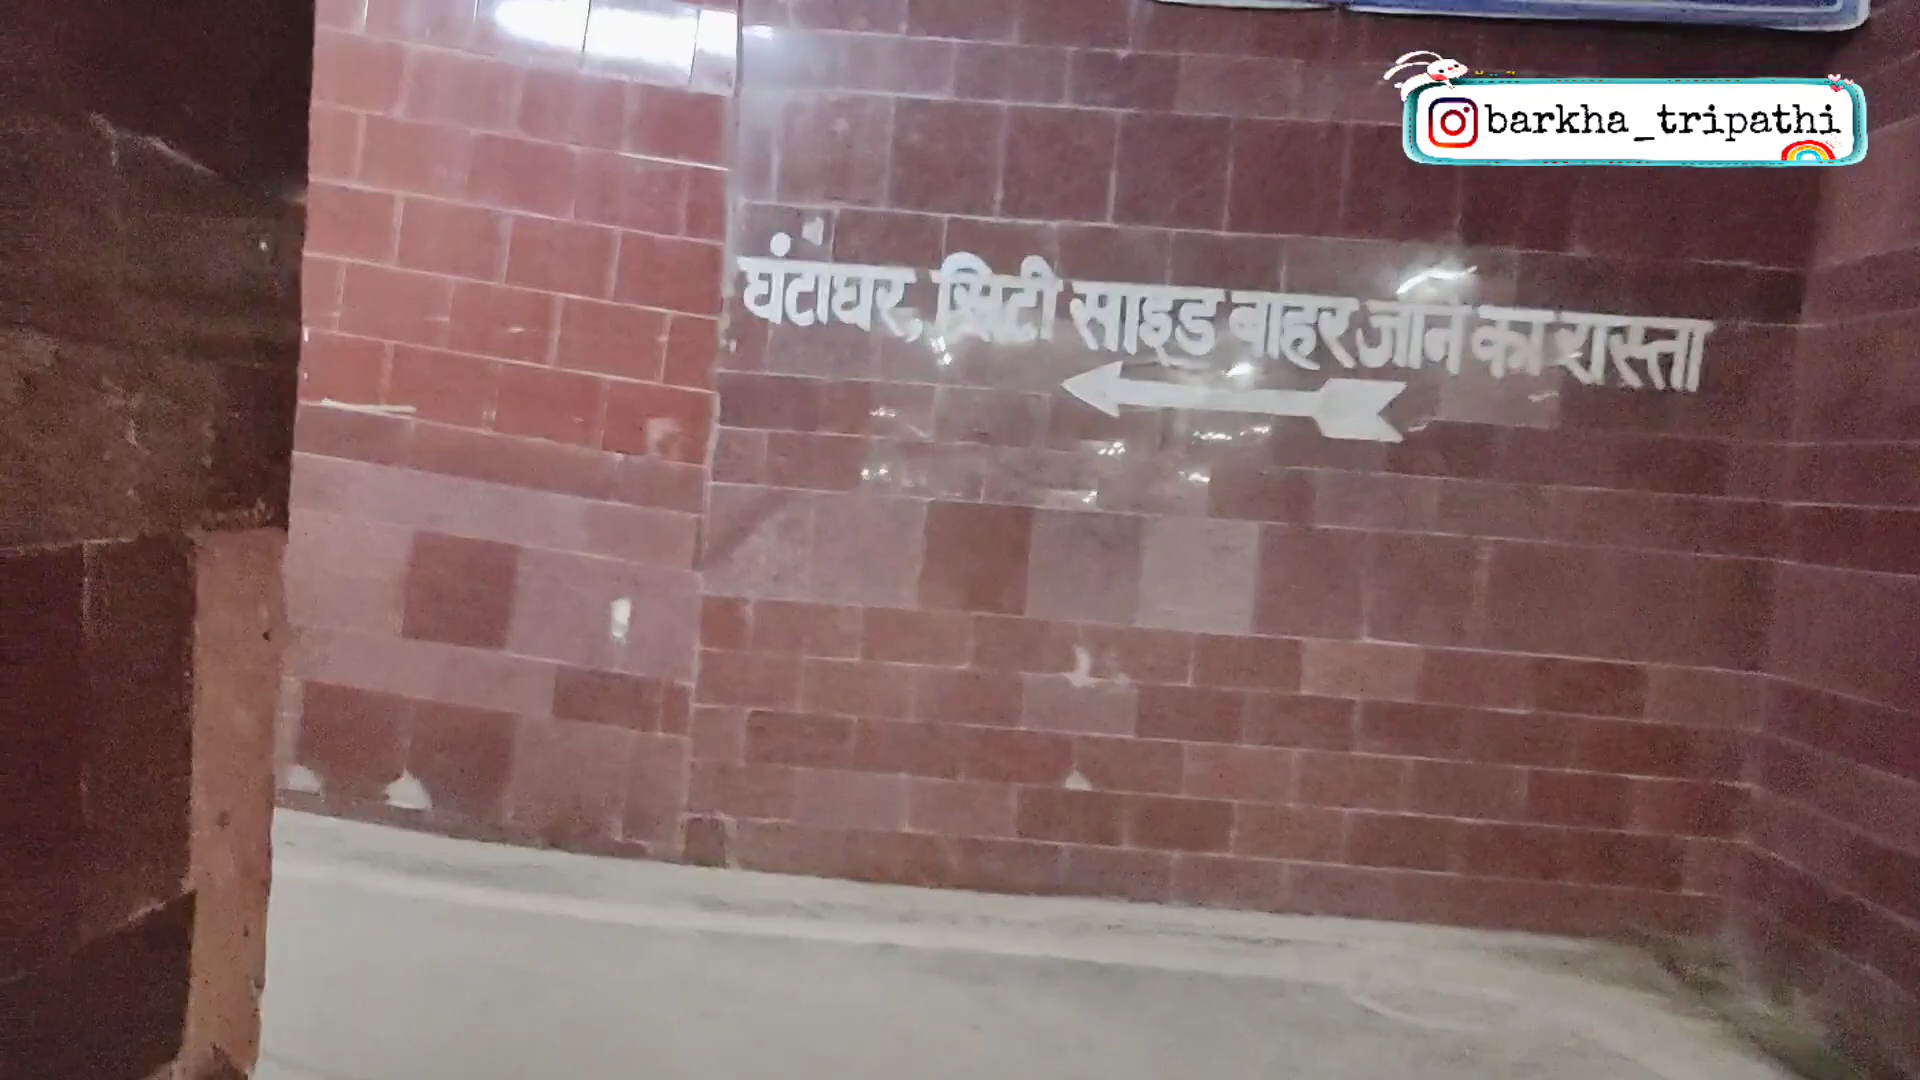 barkha_tripathi
घंटाघर, सिटी साइड बाहर जाने का रास्ता